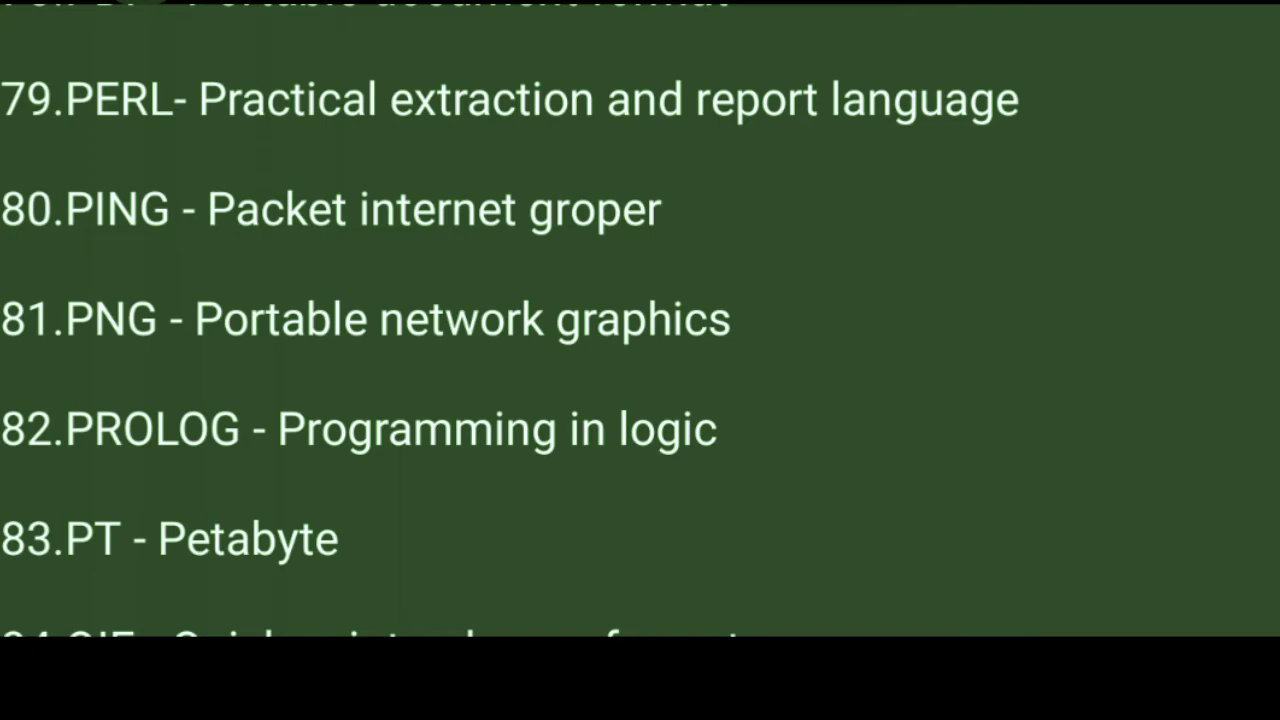 79.PERL- Practical extraction and report language
80.PING - Packet internet groper
81.PNG - Portable network graphics
82.PROLOG - Programming in logic
83.PT - Petabyte